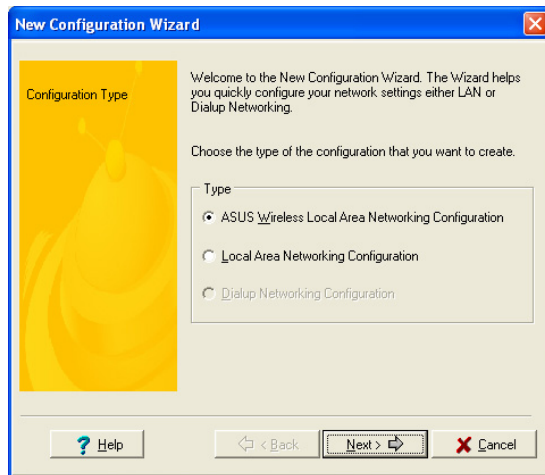 New Configuration Wizard
Configuration Type
Welcome to the New Configuration Wizard. The Wizard helps
you quickly configure your network settings either LAN or
Dialup Networking.
Choose the type of the configuration that you want to create.
Type
ASUS Wireless Local Area Networking Configuration
Local Area Networking Configuration
Dialup Networking Configuration
Help
< Back
Next >
Cancel